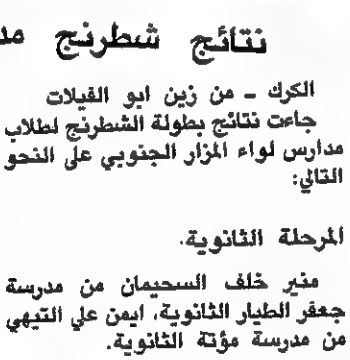 نتائج شطرنج مد
الكرك - من زين ابو القيلات
جاءت نتائج بطولة الشطرنج لطلاب
مدارس لواء المزار الجنوبي على النحو
التالي:
المرحلة الثانوية.
منير خلف السحيمان من مدرسة
جعفر الطيار الثانوية، ايمن علي التيهي
من مدرسة مؤتة الثانوية.